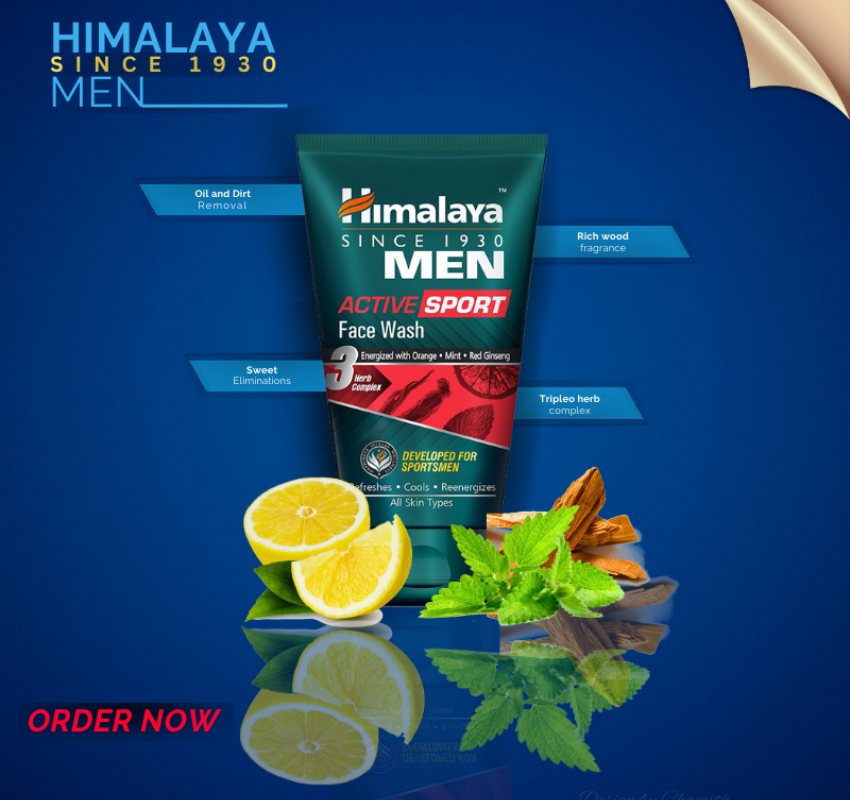 HIMALAYA
SINCE 1930
MEN
Oil and Dirt
Removal
Rich wood
fragrance
Sweet
Eliminations
Tripleo herb
complex
Himalaya™
SINCE 1930
MEN
ACTIVE SPORT
Face Wash
Energized with Orange • Mint • Red Ginseng
3 Herb
Complex
DEVELOPED FOR
SPORTSMEN
Refreshes • Cools • Reenergizes
All Skin Types
ORDER NOW